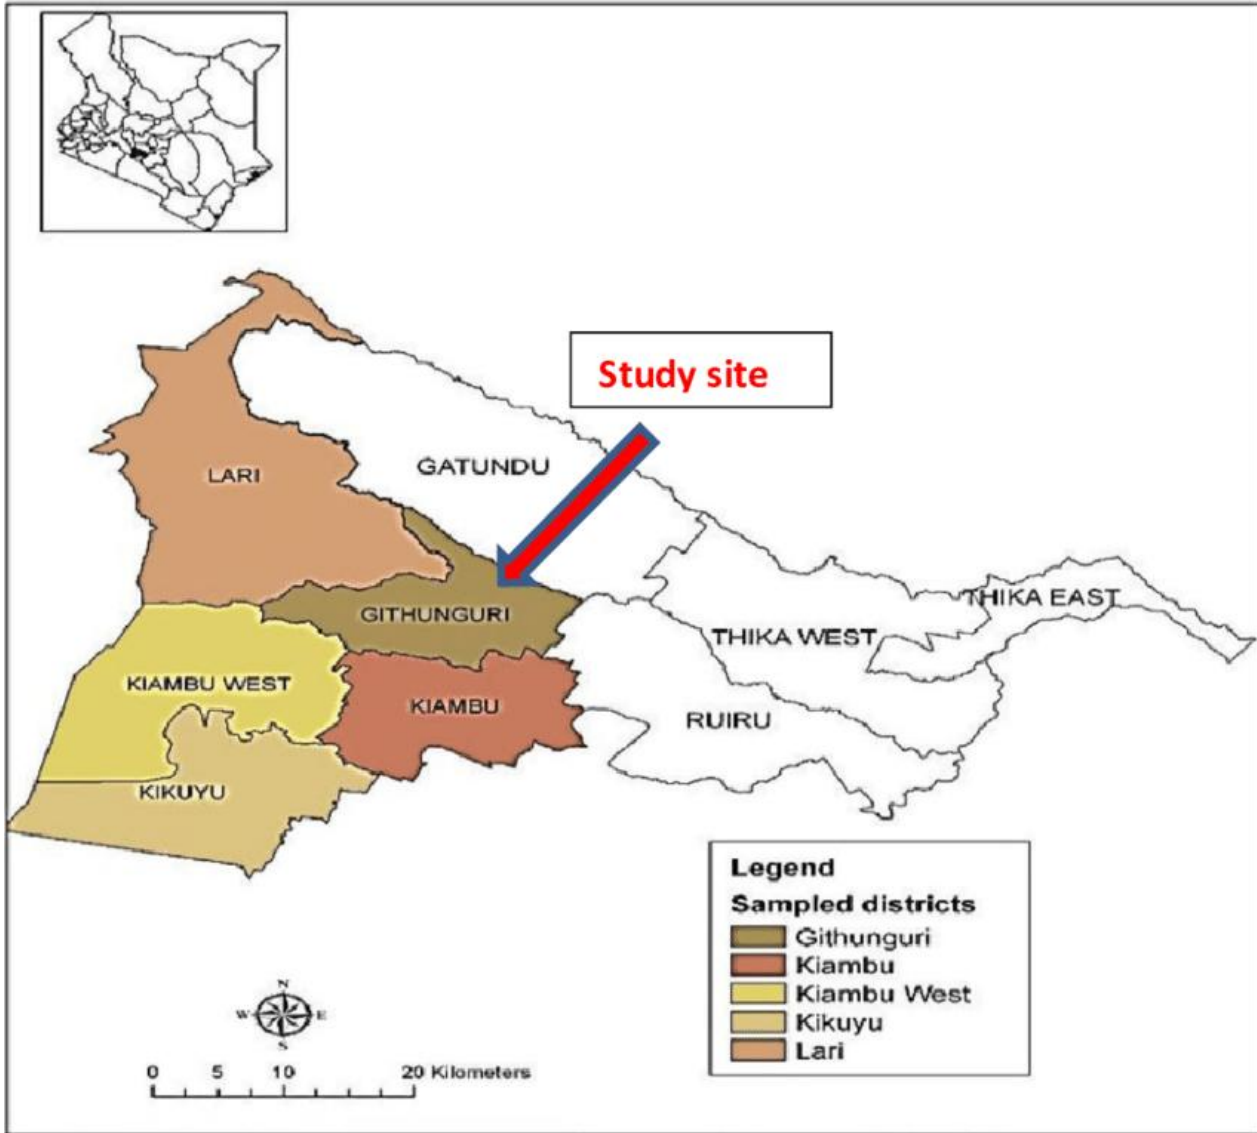 Study site
GATUNDU
LARI
GITHUNGURI
THIKA EAST
THIKA WEST
KIAMBU WEST
KIAMBU
RUIRU
KIKUYU
Legend
Sampled districts
Githunguri
Kiambu
Kiambu West
Kikuyu
Lari
N
W E
S
0 5 10 20 Kilometers